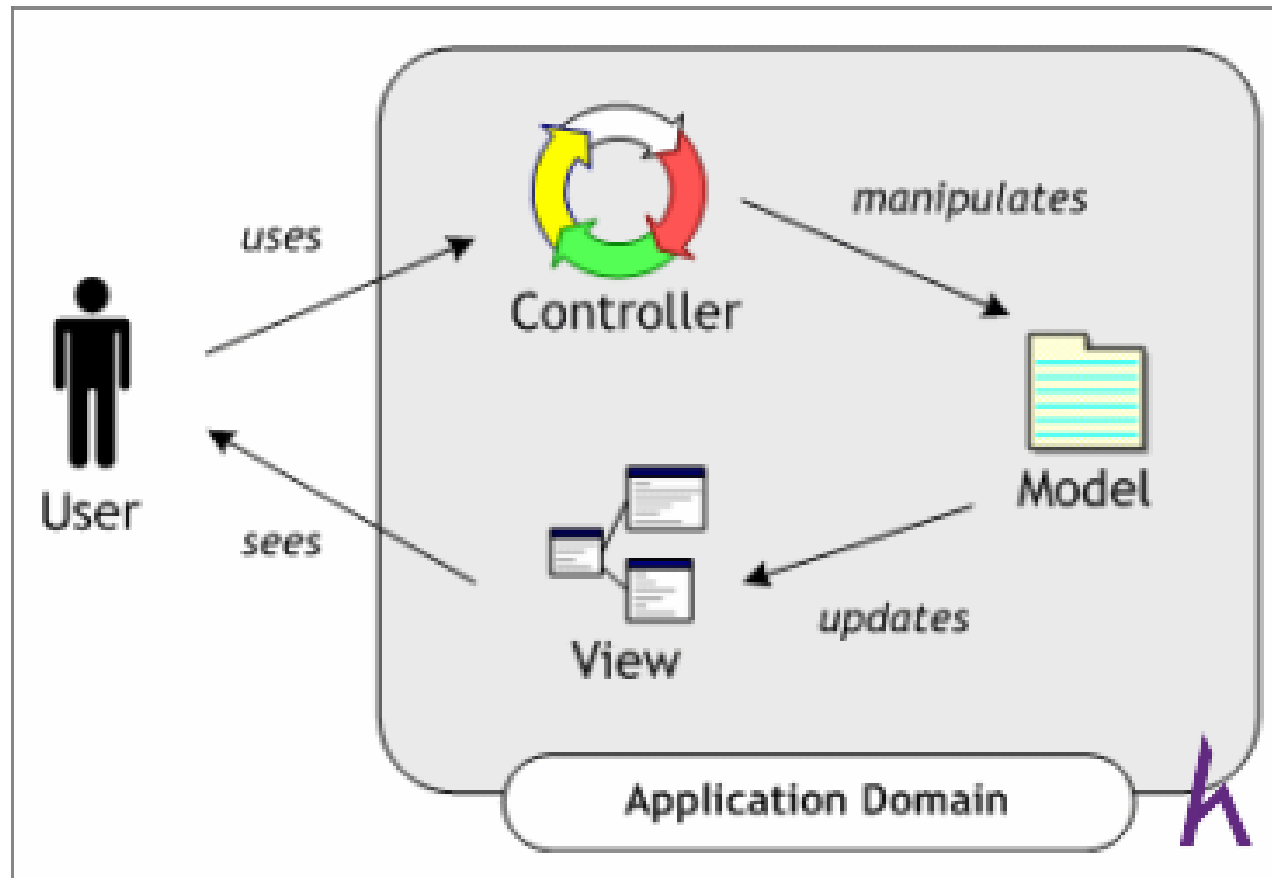 uses
manipulates
Controller
User
sees
Model
updates
View
Application Domain
h